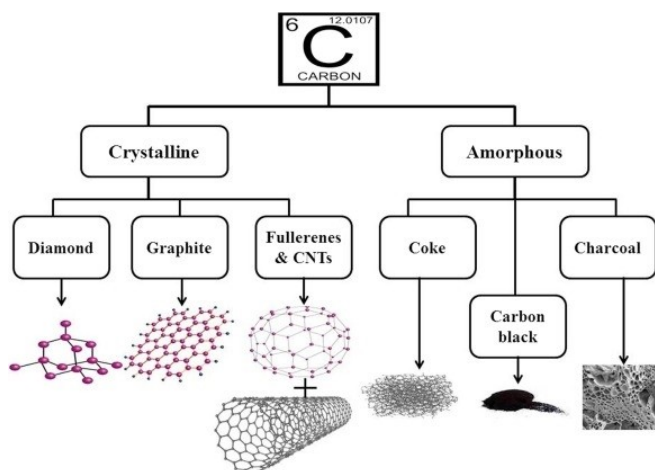 6
12.0107
C
CARBON
Crystalline
Amorphous
Diamond
Graphite
Fullerenes
& CNTs
Coke
Carbon
black
Charcoal
+